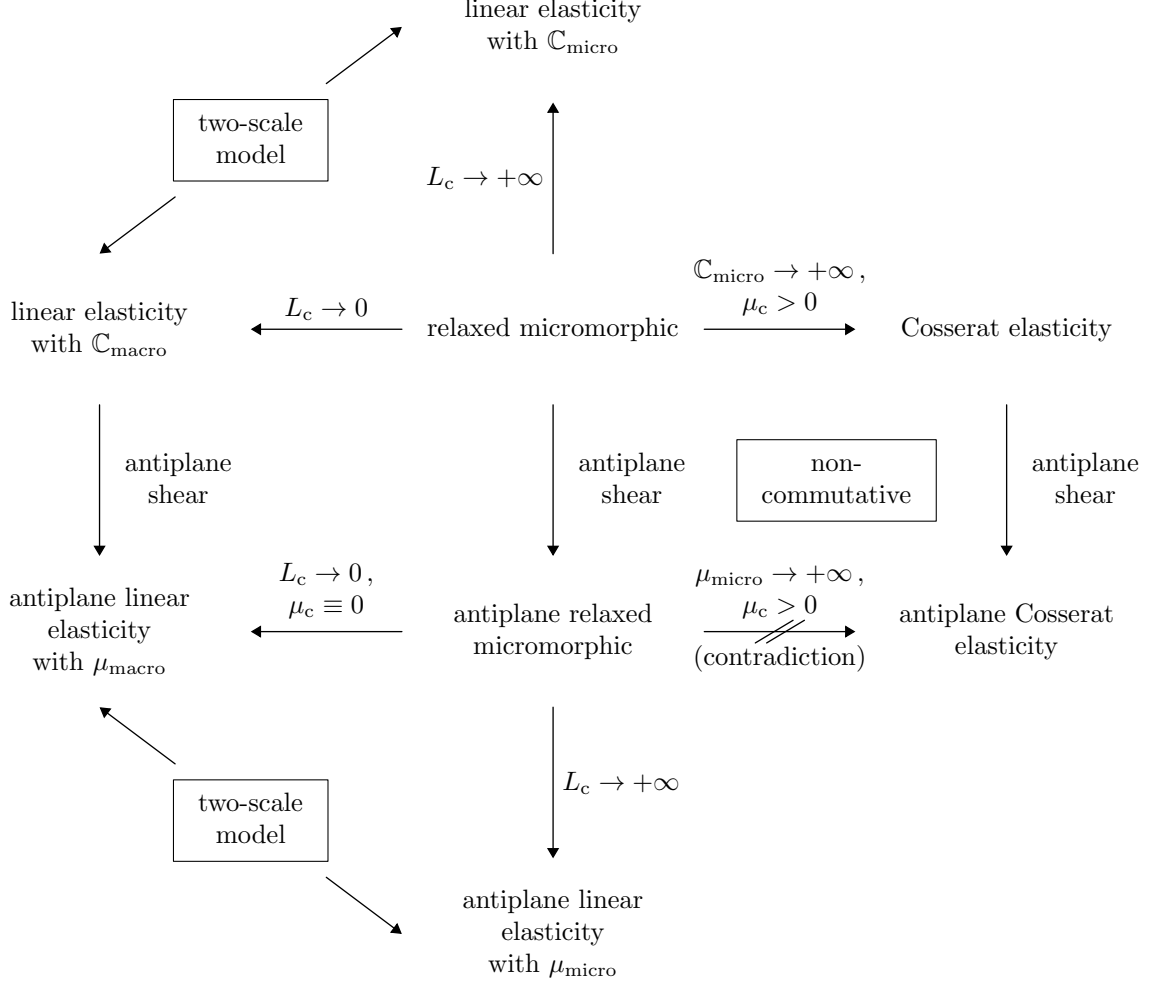 linear elasticity
with ℂ_micro
two-scale
model
L_c → +∞
ℂ_micro → +∞ ,
μ_c > 0
linear elasticity
with ℂ_macro
L_c → 0
relaxed micromorphic
Cosserat elasticity
antiplane
shear
antiplane
shear
non-
commutative
antiplane
shear
antiplane linear
elasticity
with μ_macro
L_c → 0 ,
μ_c ≡ 0
antiplane relaxed
micromorphic
μ_micro → +∞ ,
μ_c > 0
(contradiction)
antiplane Cosserat
elasticity
two-scale
model
L_c → +∞
antiplane linear
elasticity
with μ_micro